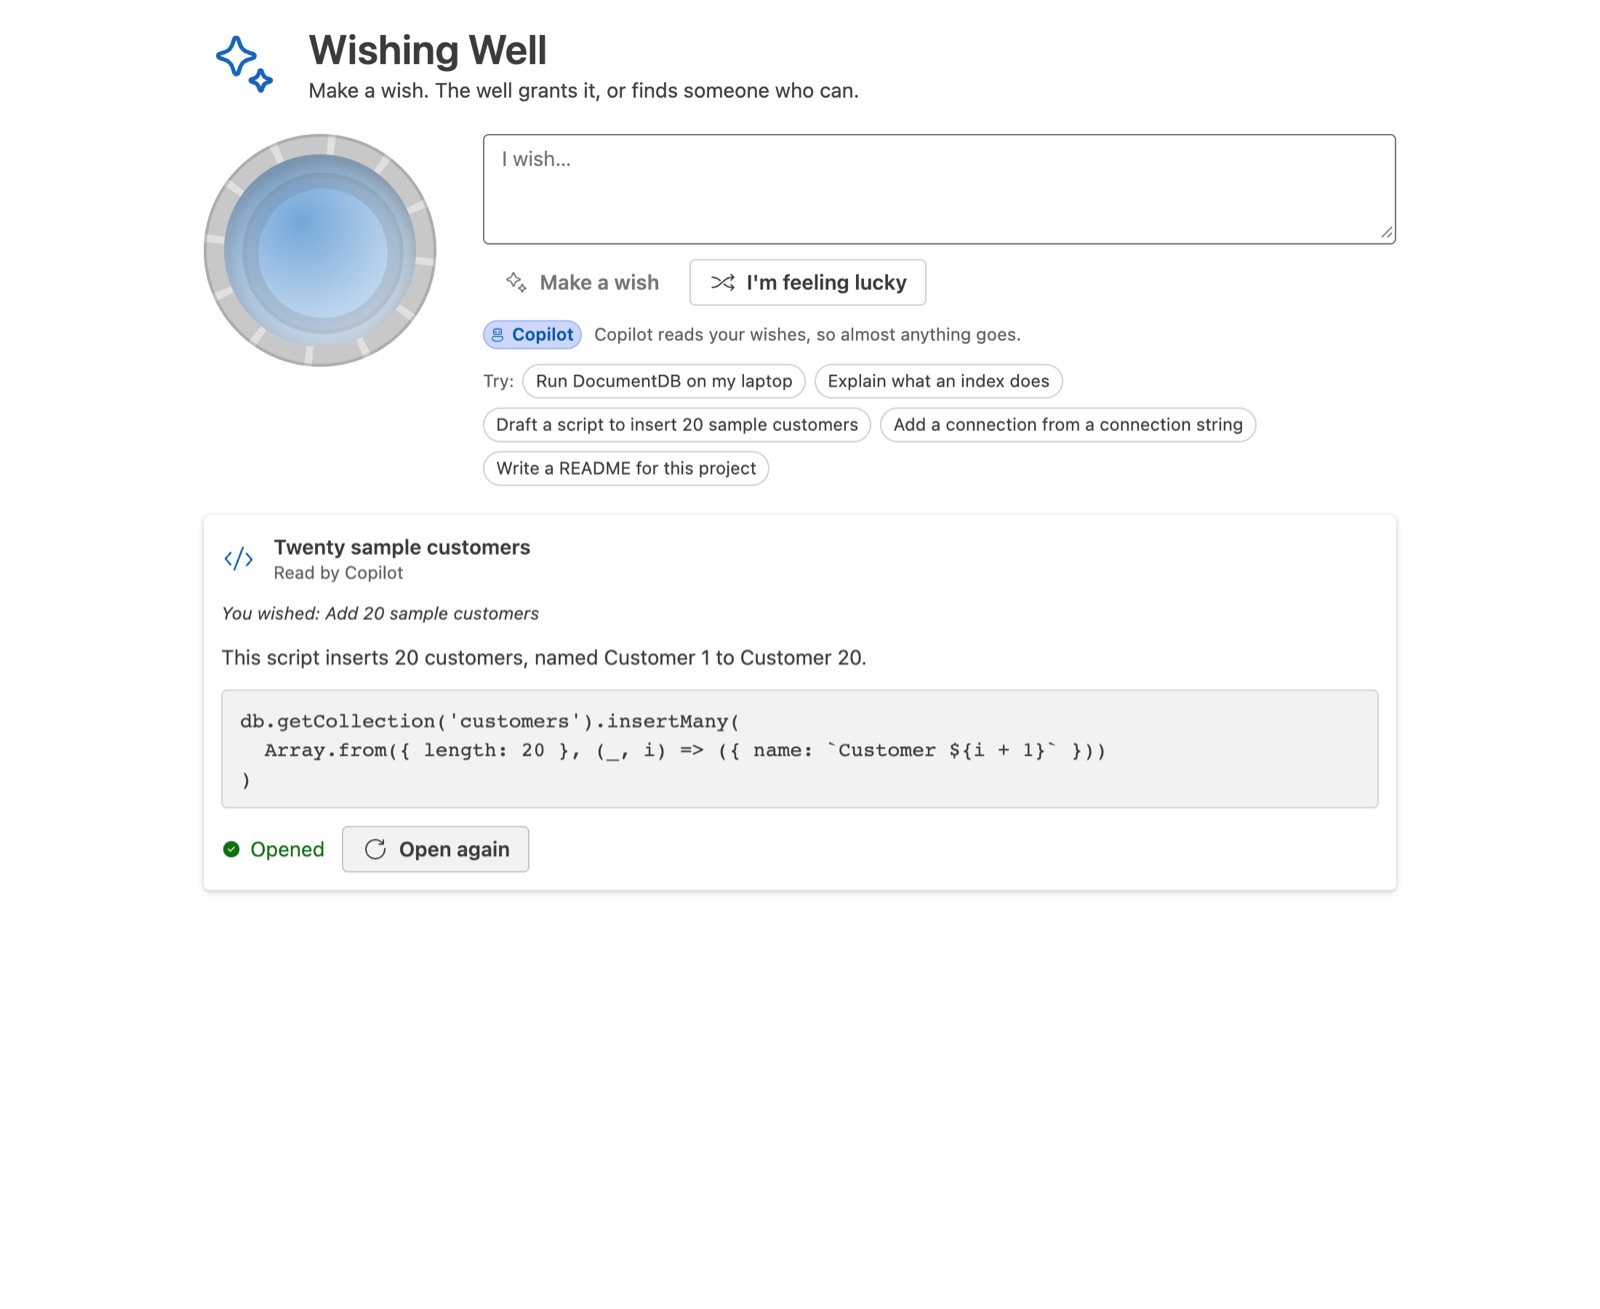 Wishing Well
Make a wish. The well grants it, or finds someone who can.
I wish...
Make a wish
I'm feeling lucky
Copilot
Copilot reads your wishes, so almost anything goes.
Try:
Run DocumentDB on my laptop
Explain what an index does
Draft a script to insert 20 sample customers
Add a connection from a connection string
Write a README for this project
Twenty sample customers
Read by Copilot
You wished: Add 20 sample customers
This script inserts 20 customers, named Customer 1 to Customer 20.
db.getCollection('customers').insertMany(
  Array.from({ length: 20 }, (_, i) => ({ name: `Customer ${i + 1}` }))
)
Opened
Open again